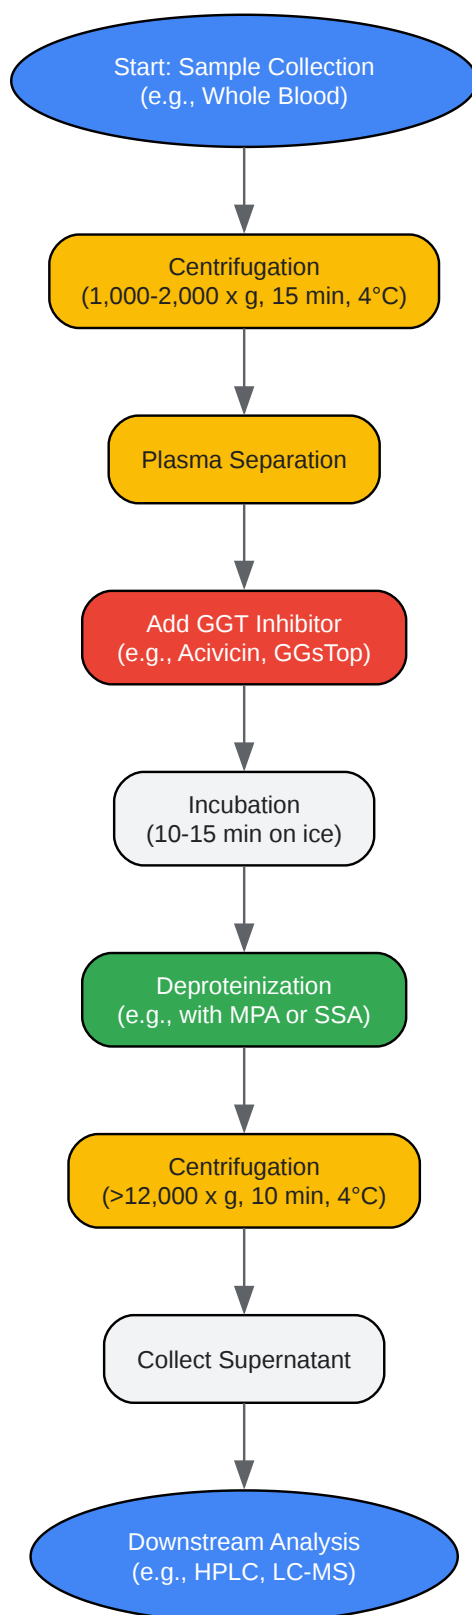 Start: Sample Collection
(e.g., Whole Blood)
Centrifugation
(1,000-2,000 x g, 15 min, 4°C)
Plasma Separation
Add GGT Inhibitor
(e.g., Acivicin, GGsTop)
Incubation
(10-15 min on ice)
Deproteinization
(e.g., with MPA or SSA)
Centrifugation
(>12,000 x g, 10 min, 4°C)
Collect Supernatant
Downstream Analysis
(e.g., HPLC, LC-MS)